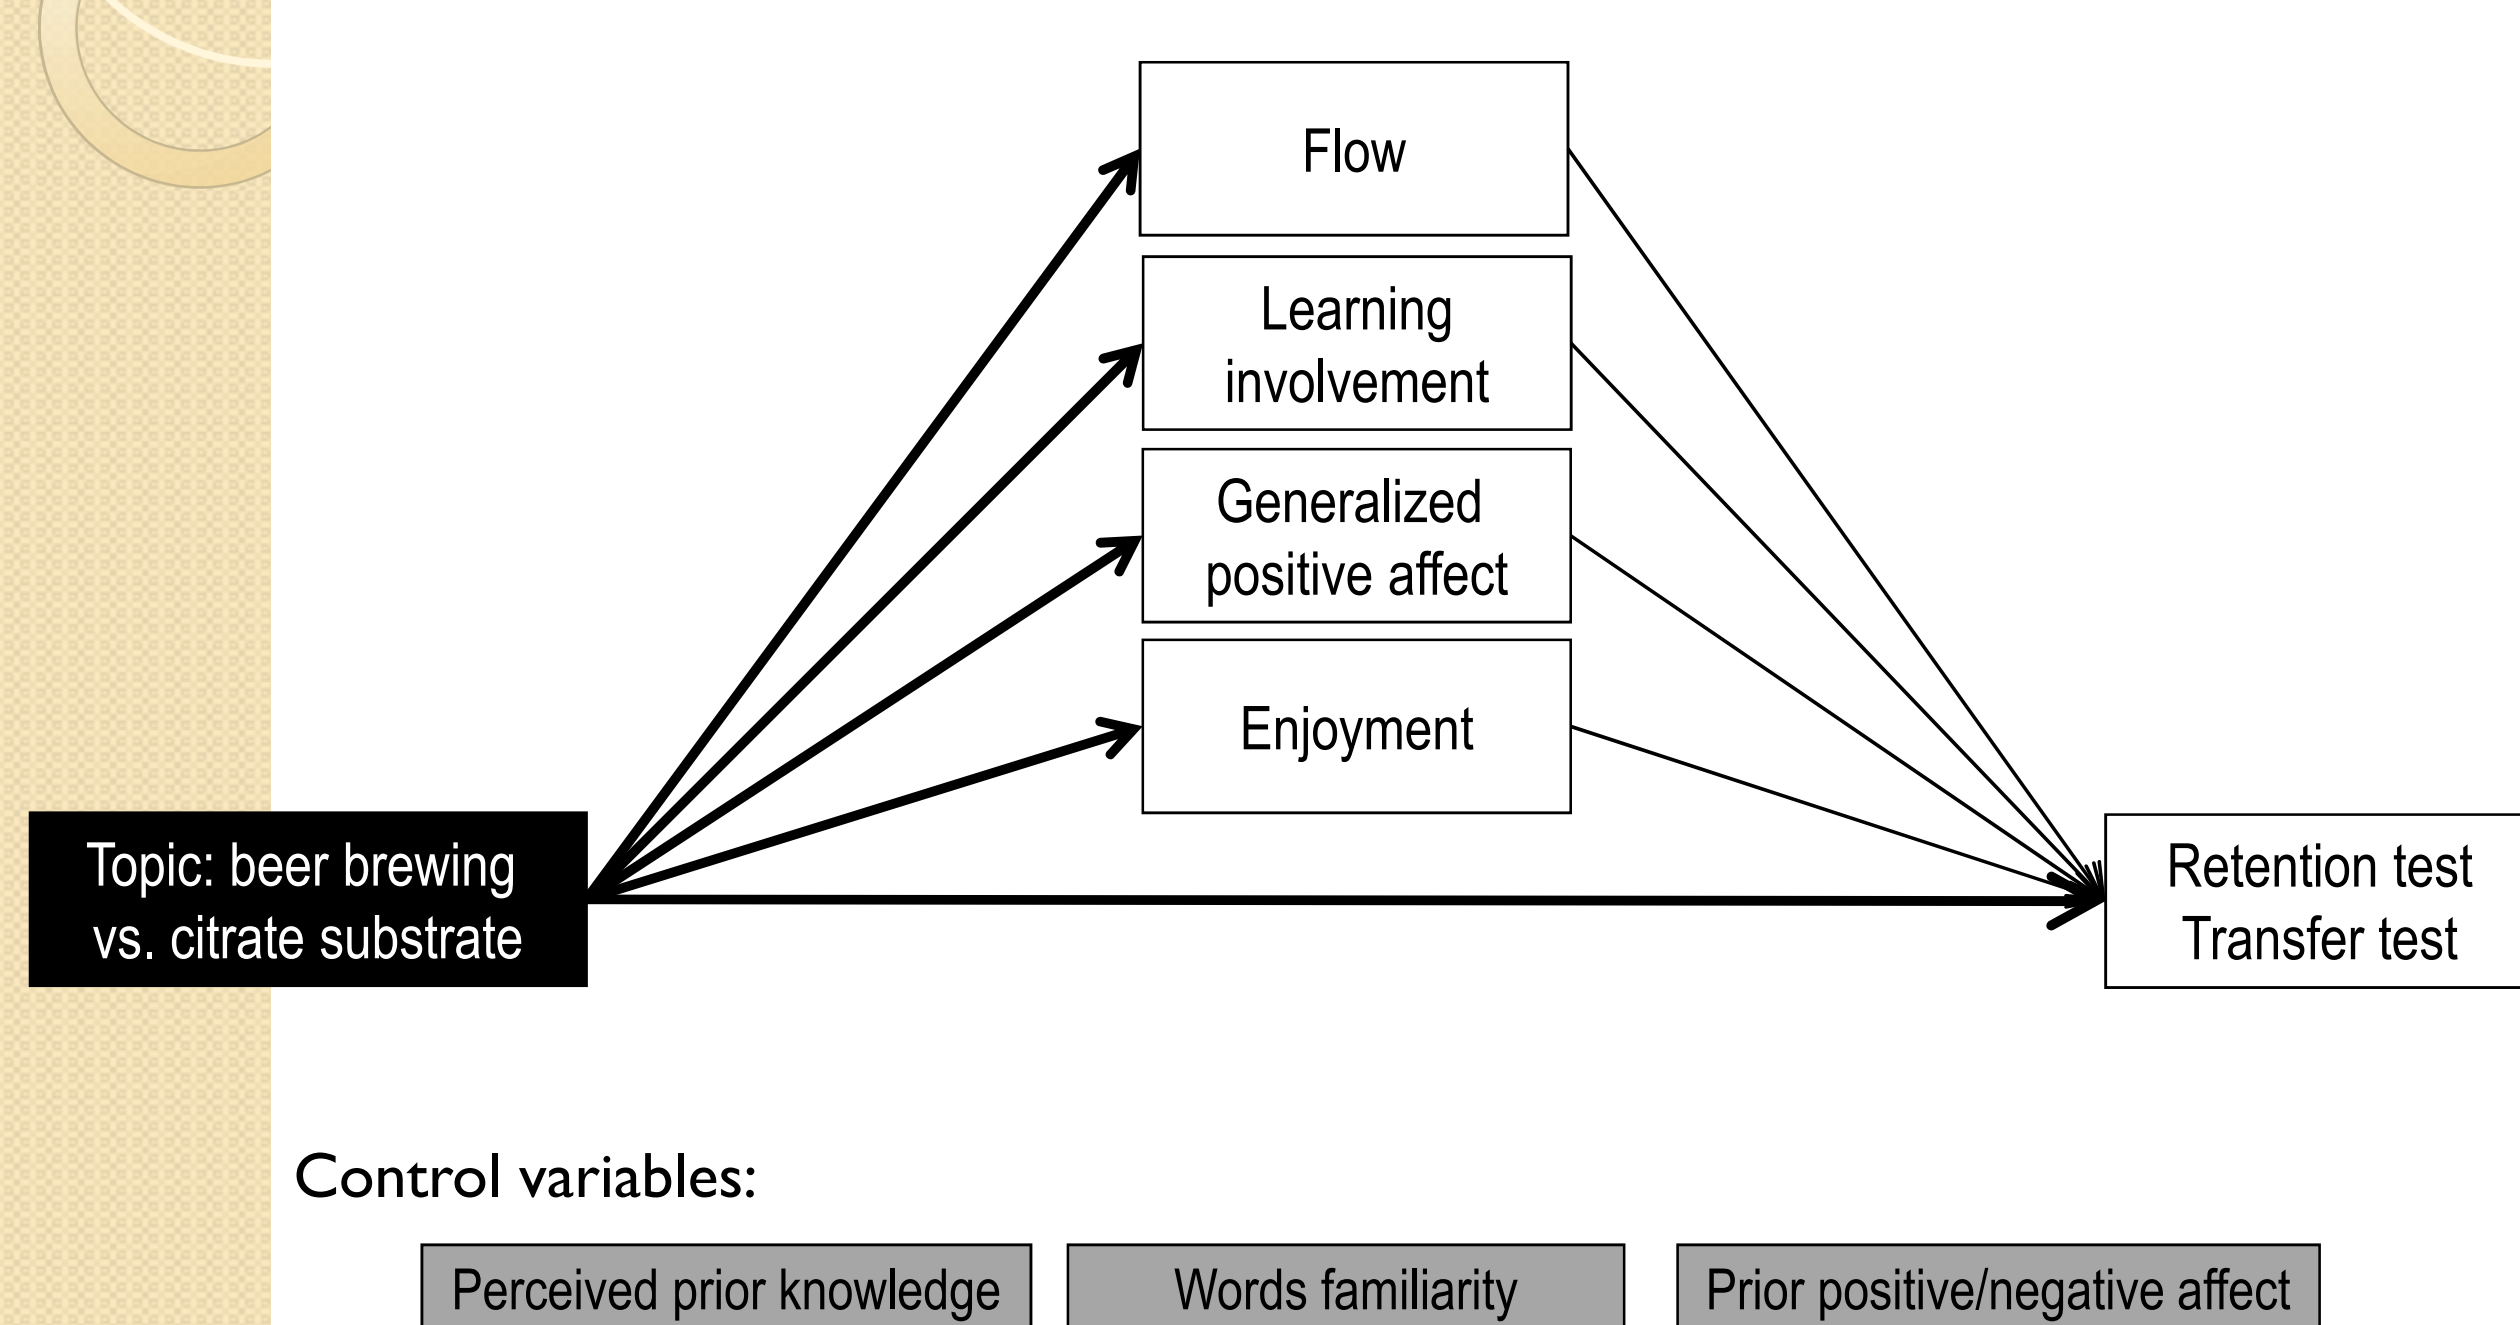 Flow
Learning
involvement
Generalized
positive affect
Enjoyment
Topic: beer brewing
vs. citrate substrate
Retention test
Transfer test
Control variables:
Perceived prior knowledge
Words familiarity
Prior positive/negative affect